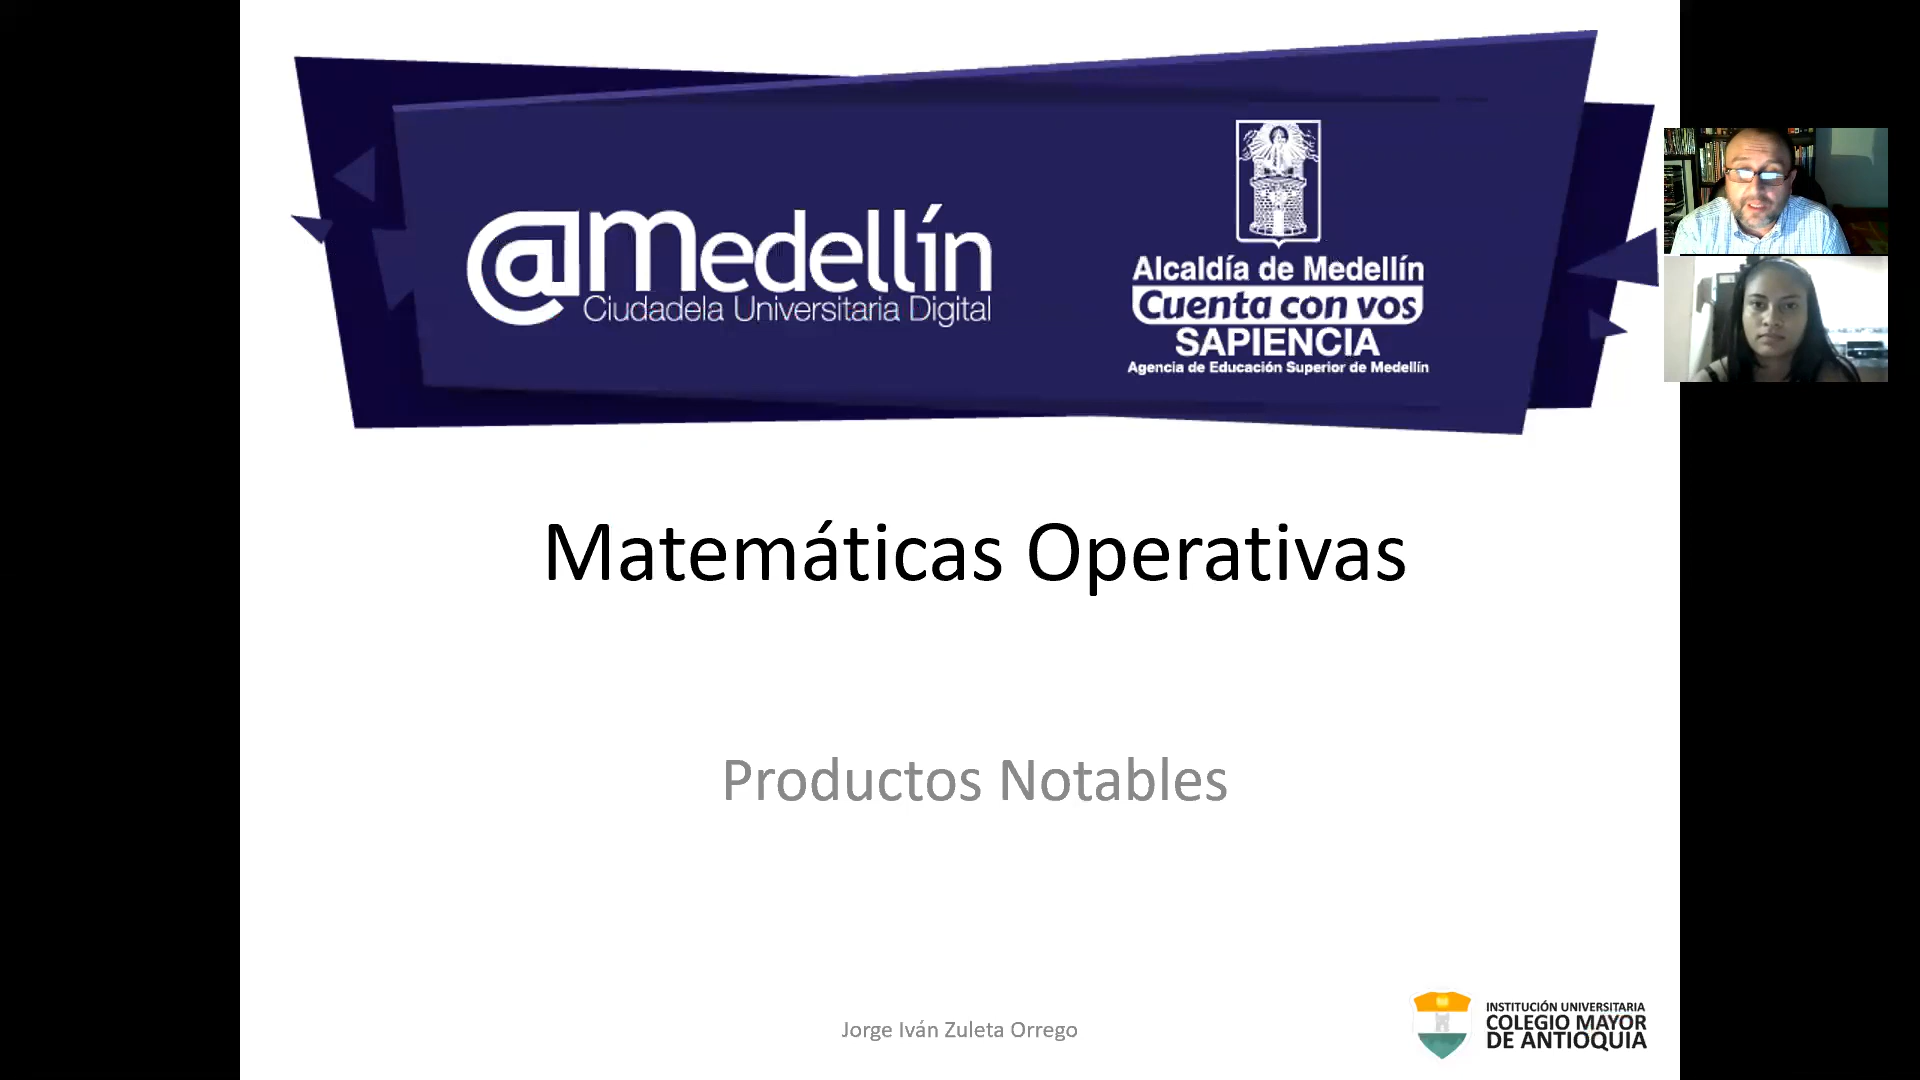 @Medellín
Ciudadela Universitaria Digital
Alcaldía de Medellín
Cuenta con vos
SAPIENCIA
Agencia de Educación Superior de Medellín
Matemáticas Operativas
Productos Notables
Jorge Iván Zuleta Orrego
INSTITUCIÓN UNIVERSITARIA
COLEGIO MAYOR
DE ANTIOQUIA